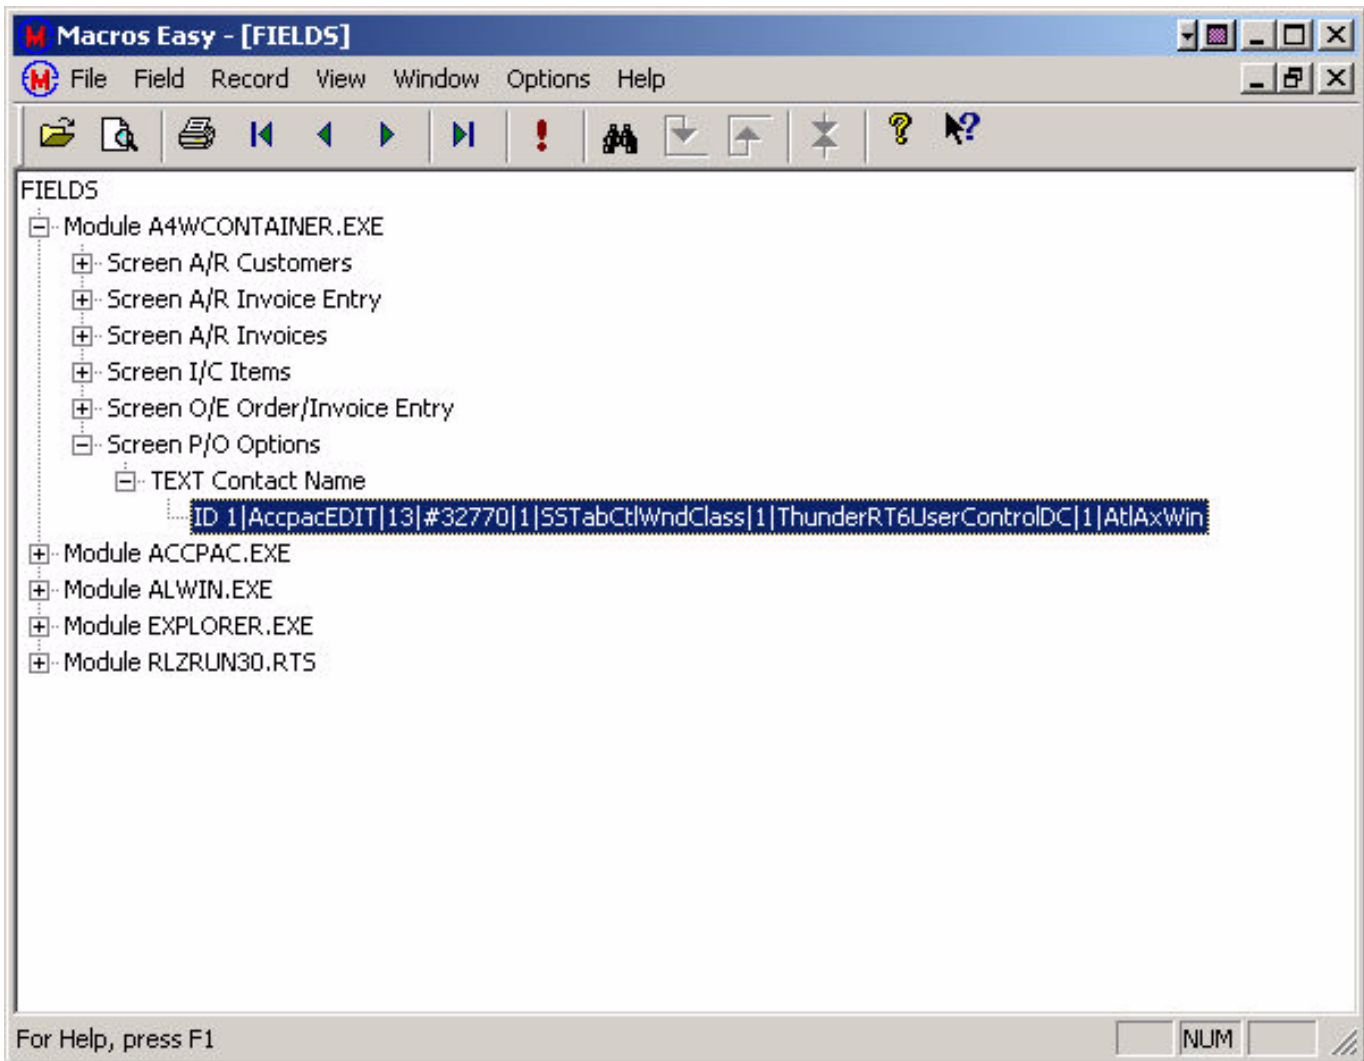 Macros Easy - [FIELDS]
File Field Record View Window Options Help
FIELDS
Module A4WCONTAINER.EXE
Screen A/R Customers
Screen A/R Invoice Entry
Screen A/R Invoices
Screen I/C Items
Screen O/E Order/Invoice Entry
Screen P/O Options
TEXT Contact Name
ID 1|AccpacEDIT|13|#32770|1|SSTabCtlWndClass|1|ThunderRT6UserControlDC|1|AtlAxWin
Module ACCPAC.EXE
Module ALWIN.EXE
Module EXPLORER.EXE
Module RLZRUN30.RTS
For Help, press F1 NUM